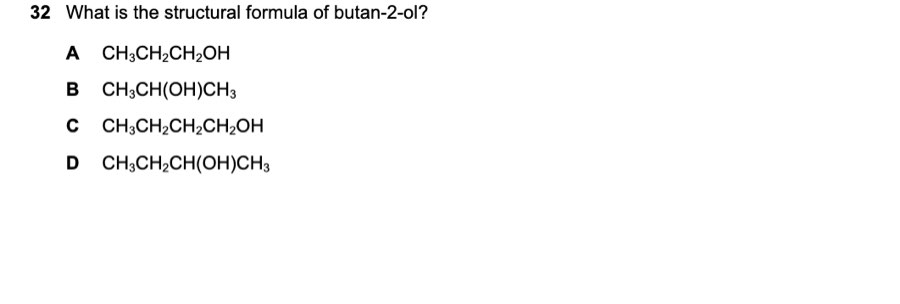 32 What is the structural formula of butan-2-ol?
A CH₃CH₂CH₂OH
B CH₃CH(OH)CH₃
C CH₃CH₂CH₂CH₂OH
D CH₃CH₂CH(OH)CH₃